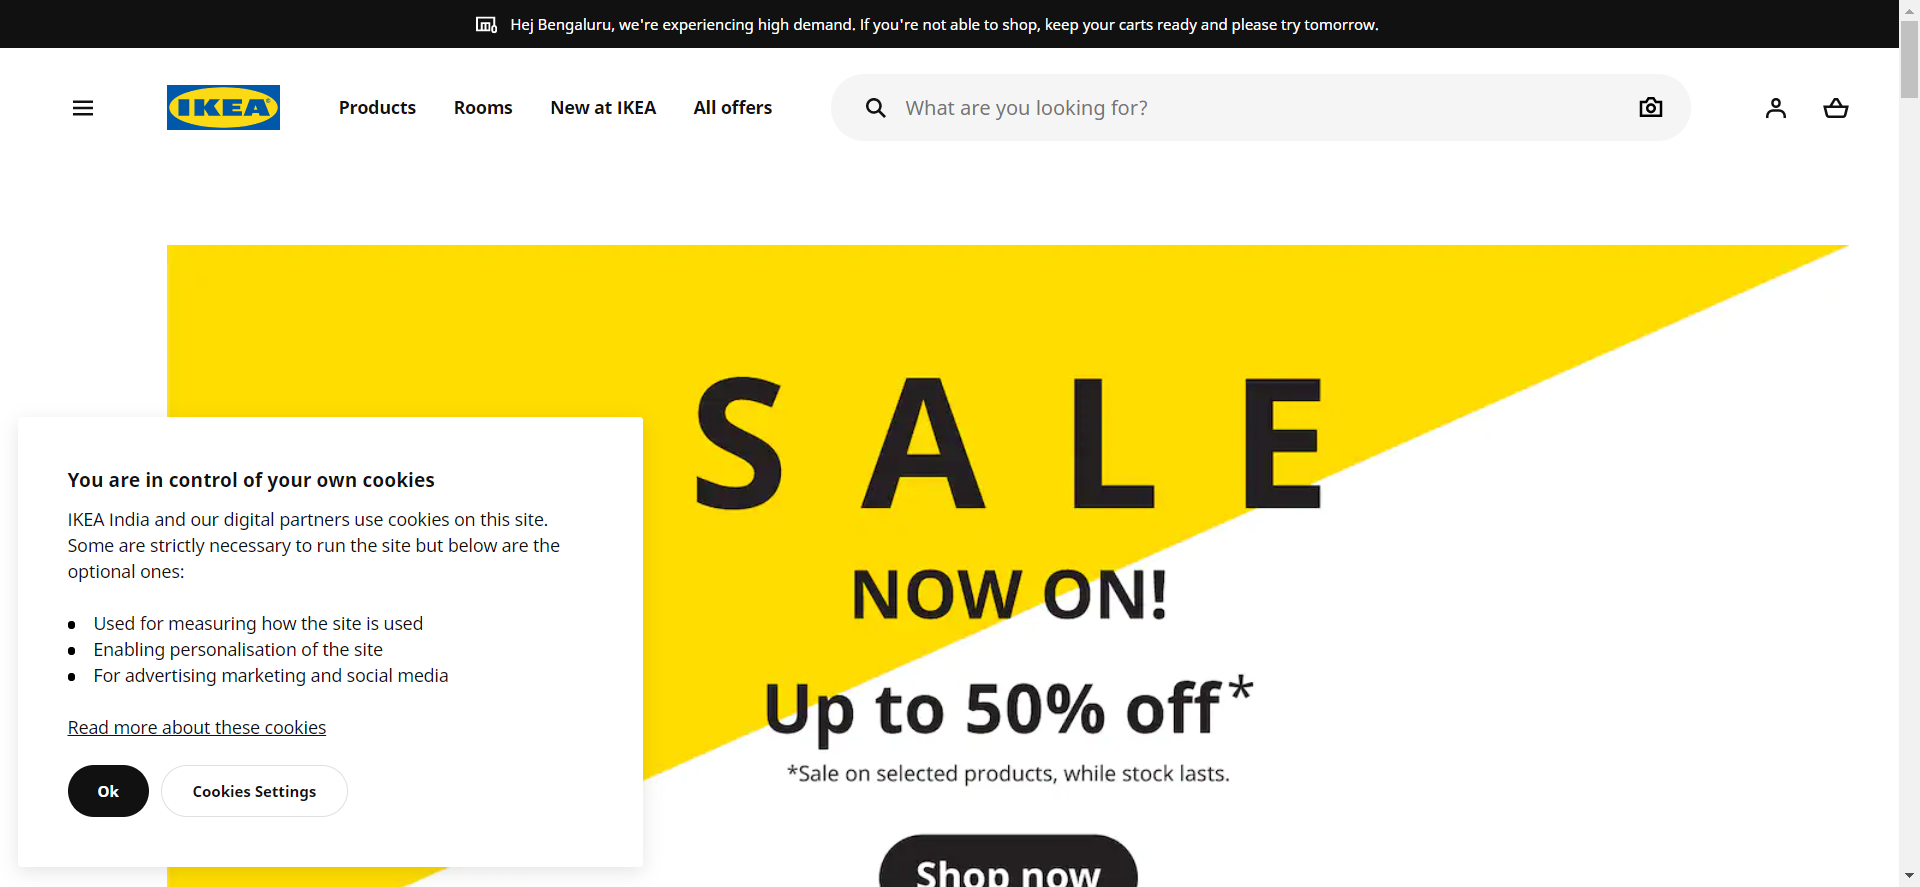 Hej Bengaluru, we're experiencing high demand. If you're not able to shop, keep your carts ready and please try tomorrow.
IKEA
Products
Rooms
New at IKEA
All offers
What are you looking for?
SALE
NOW ON!
Up to 50% off*
*Sale on selected products, while stock lasts.
Shop now
You are in control of your own cookies
IKEA India and our digital partners use cookies on this site.
Some are strictly necessary to run the site but below are the
optional ones:
Used for measuring how the site is used
Enabling personalisation of the site
For advertising marketing and social media
Read more about these cookies
Ok
Cookies Settings